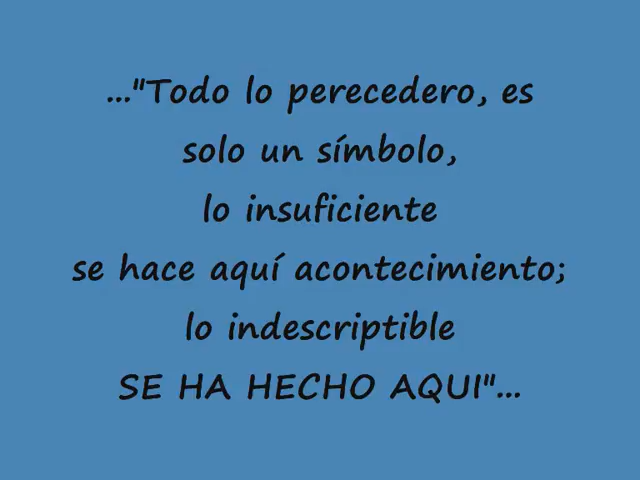 ..."Todo lo perecedero, es
solo un símbolo,
lo insuficiente
se hace aquí acontecimiento;
lo indescriptible
SE HA HECHO AQUI"...